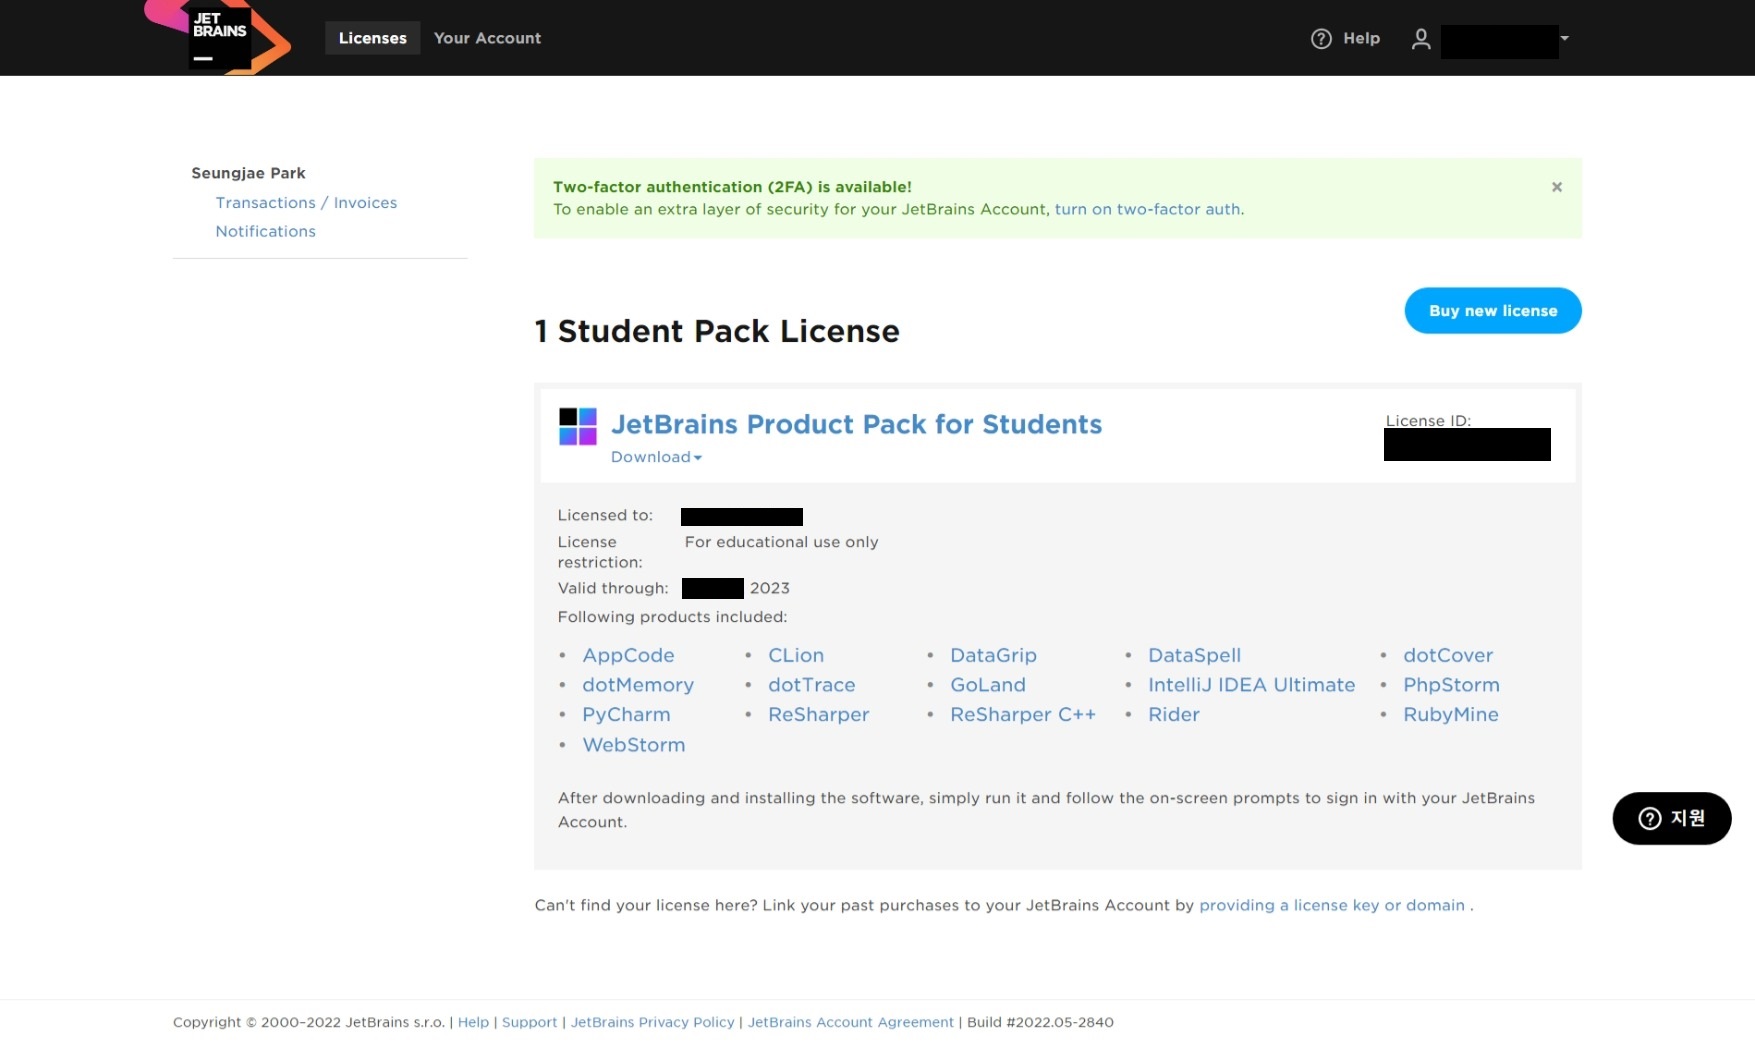 JET
BRAINS
Licenses
Your Account
Help
Seungjae Park
Transactions / Invoices
Notifications
Two-factor authentication (2FA) is available!
×
To enable an extra layer of security for your JetBrains Account, turn on two-factor auth.
1 Student Pack License
Buy new license
JetBrains Product Pack for Students
Download
License ID:
Licensed to:
License restriction:
For educational use only
Valid through:
2023
Following products included:
• AppCode
• CLion
• DataGrip
• DataSpell
• dotCover
• dotMemory
• dotTrace
• GoLand
• IntelliJ IDEA Ultimate
• PhpStorm
• PyCharm
• ReSharper
• ReSharper C++
• Rider
• RubyMine
• WebStorm
After downloading and installing the software, simply run it and follow the on-screen prompts to sign in with your JetBrains
Account.
지원
Can't find your license here? Link your past purchases to your JetBrains Account by providing a license key or domain .
Copyright © 2000–2022 JetBrains s.r.o. | Help | Support | JetBrains Privacy Policy | JetBrains Account Agreement | Build #2022.05-2840